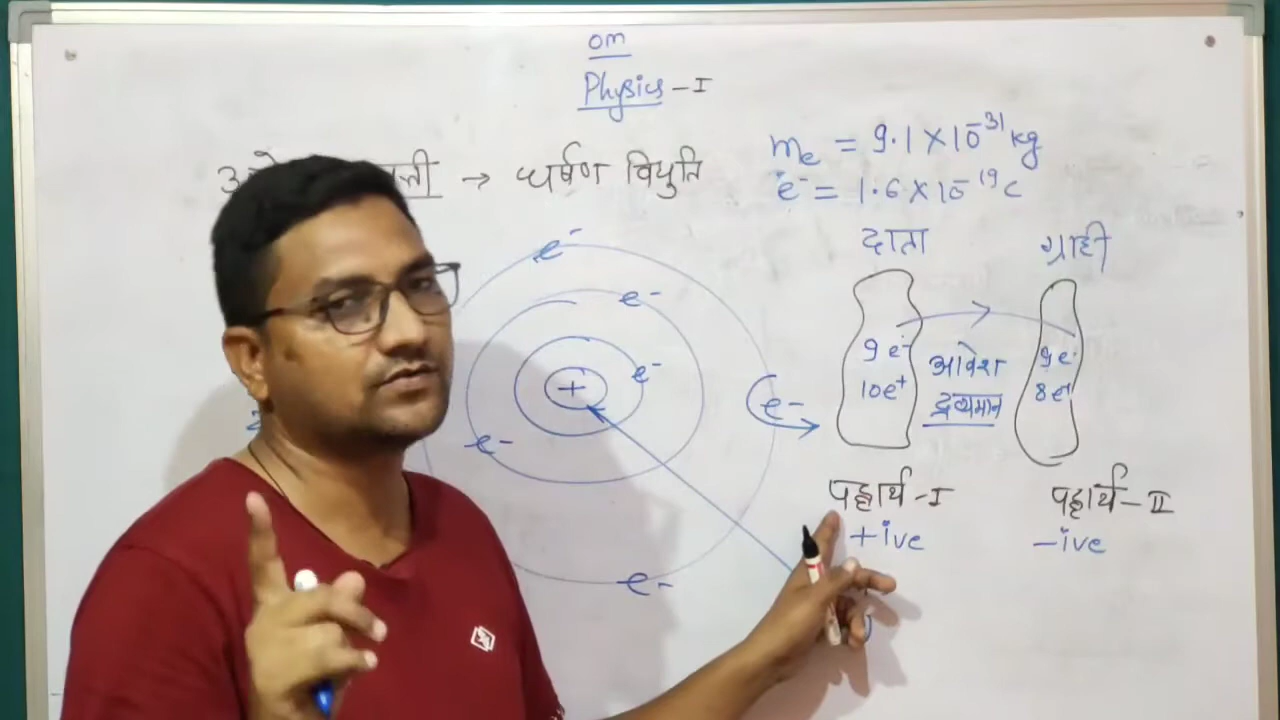 om
Physics - I
→ घर्षण विद्युति
me = 9.1 × 10⁻³¹ kg
e⁻ = 1.6 × 10⁻¹⁹ C
दाता ग्राही
e⁻
e⁻
e⁻
e⁻
e⁻
e⁻
+
9 e⁻
10 e⁺
आवेश
द्रव्यमान
9 e⁻
8 e⁺
पदार्थ - I पदार्थ - II
+ive -ive